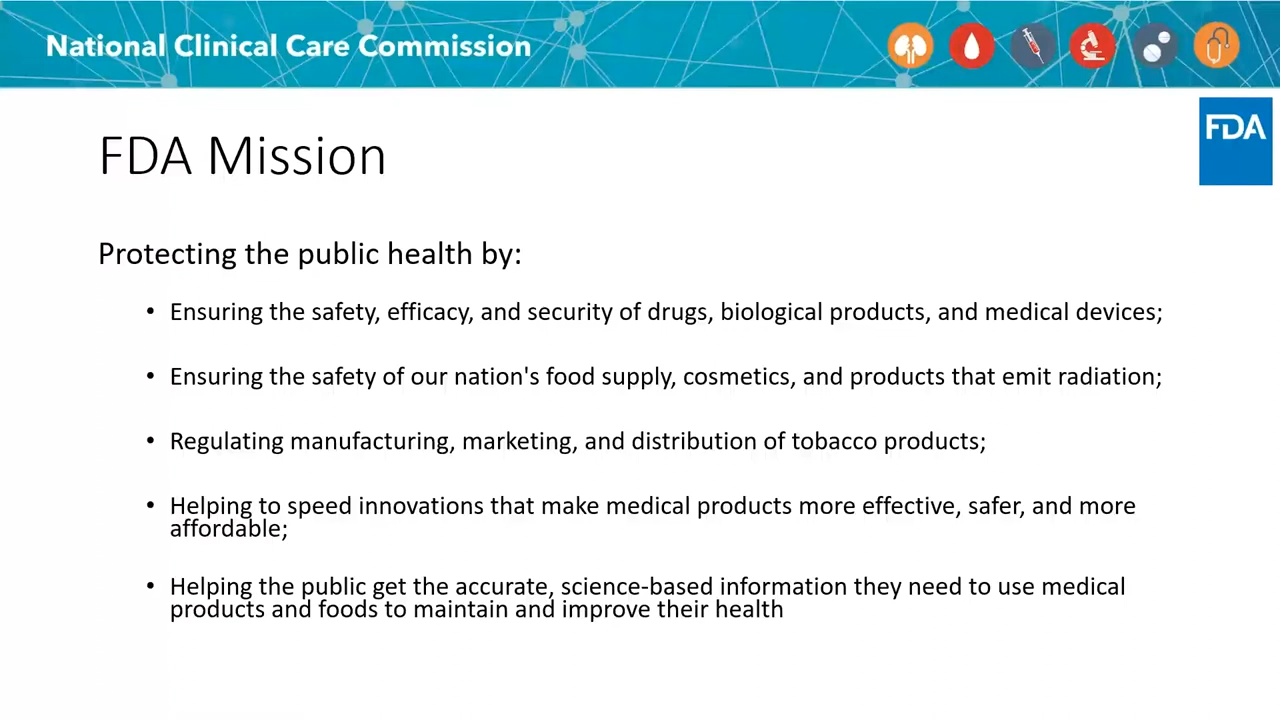 National Clinical Care Commission
FDA
FDA Mission
Protecting the public health by:
• Ensuring the safety, efficacy, and security of drugs, biological products, and medical devices;
• Ensuring the safety of our nation's food supply, cosmetics, and products that emit radiation;
• Regulating manufacturing, marketing, and distribution of tobacco products;
• Helping to speed innovations that make medical products more effective, safer, and more
affordable;
• Helping the public get the accurate, science-based information they need to use medical
products and foods to maintain and improve their health